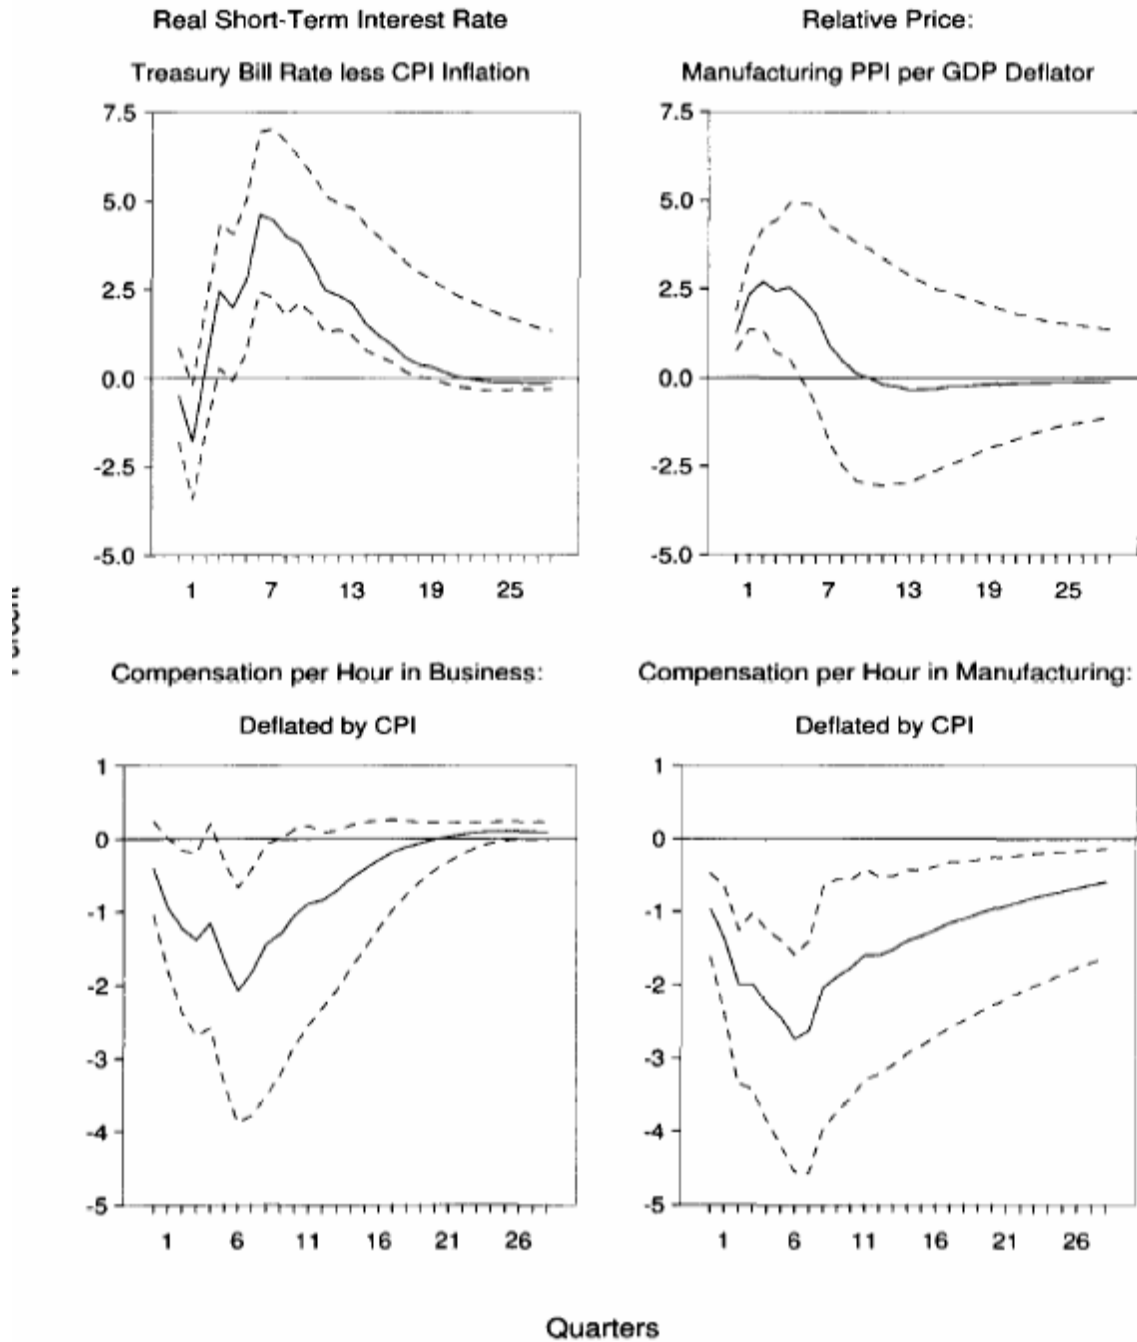 Real Short-Term Interest Rate
Treasury Bill Rate less CPI Inflation
7.5
5.0
2.5
0.0
-2.5
-5.0
1 7 13 19 25
Relative Price:
Manufacturing PPI per GDP Deflator
7.5
5.0
2.5
0.0
-2.5
-5.0
1 7 13 19 25
Compensation per Hour in Business:
Deflated by CPI
1
0
-1
-2
-3
-4
-5
1 6 11 16 21 26
Compensation per Hour in Manufacturing:
Deflated by CPI
1
0
-1
-2
-3
-4
-5
1 6 11 16 21 26
Quarters